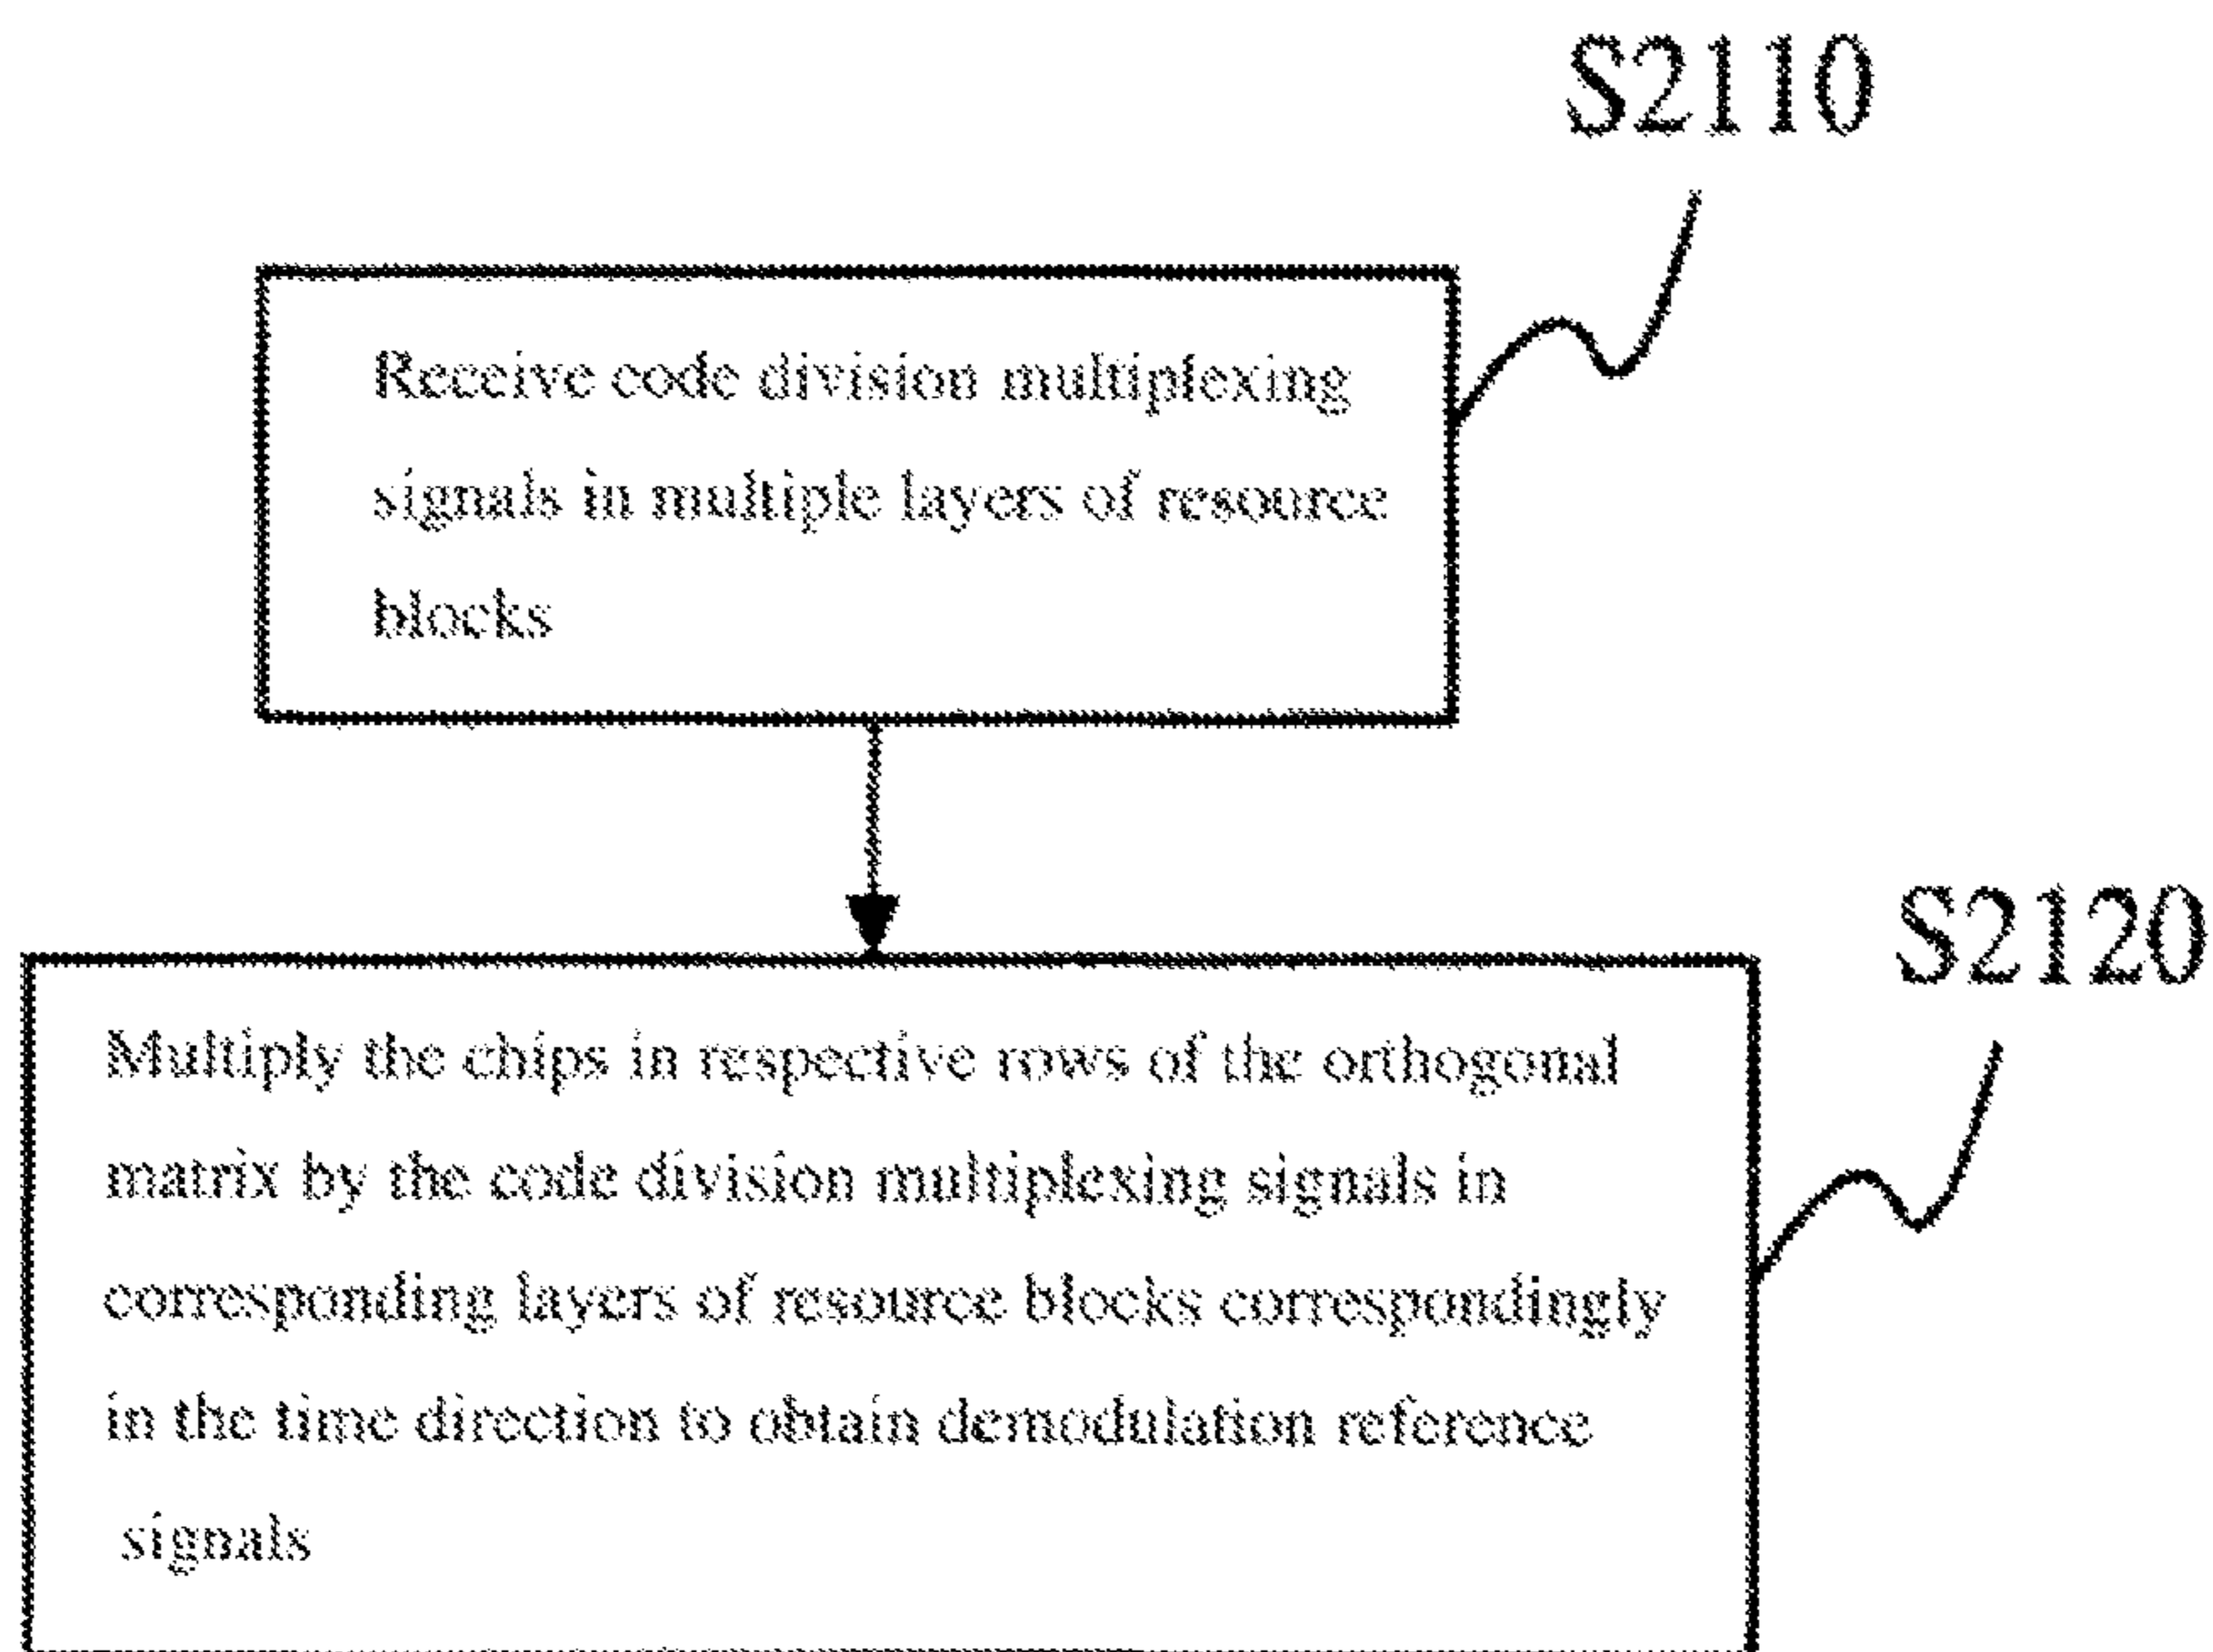 S2110
Receive code division multiplexing
signals in multiple layers of resource
blocks
S2120
Multiply the chips in respective rows of the orthogonal
matrix by the code division multiplexing signals in
corresponding layers of resource blocks correspondingly
in the time direction to obtain demodulation reference
signals